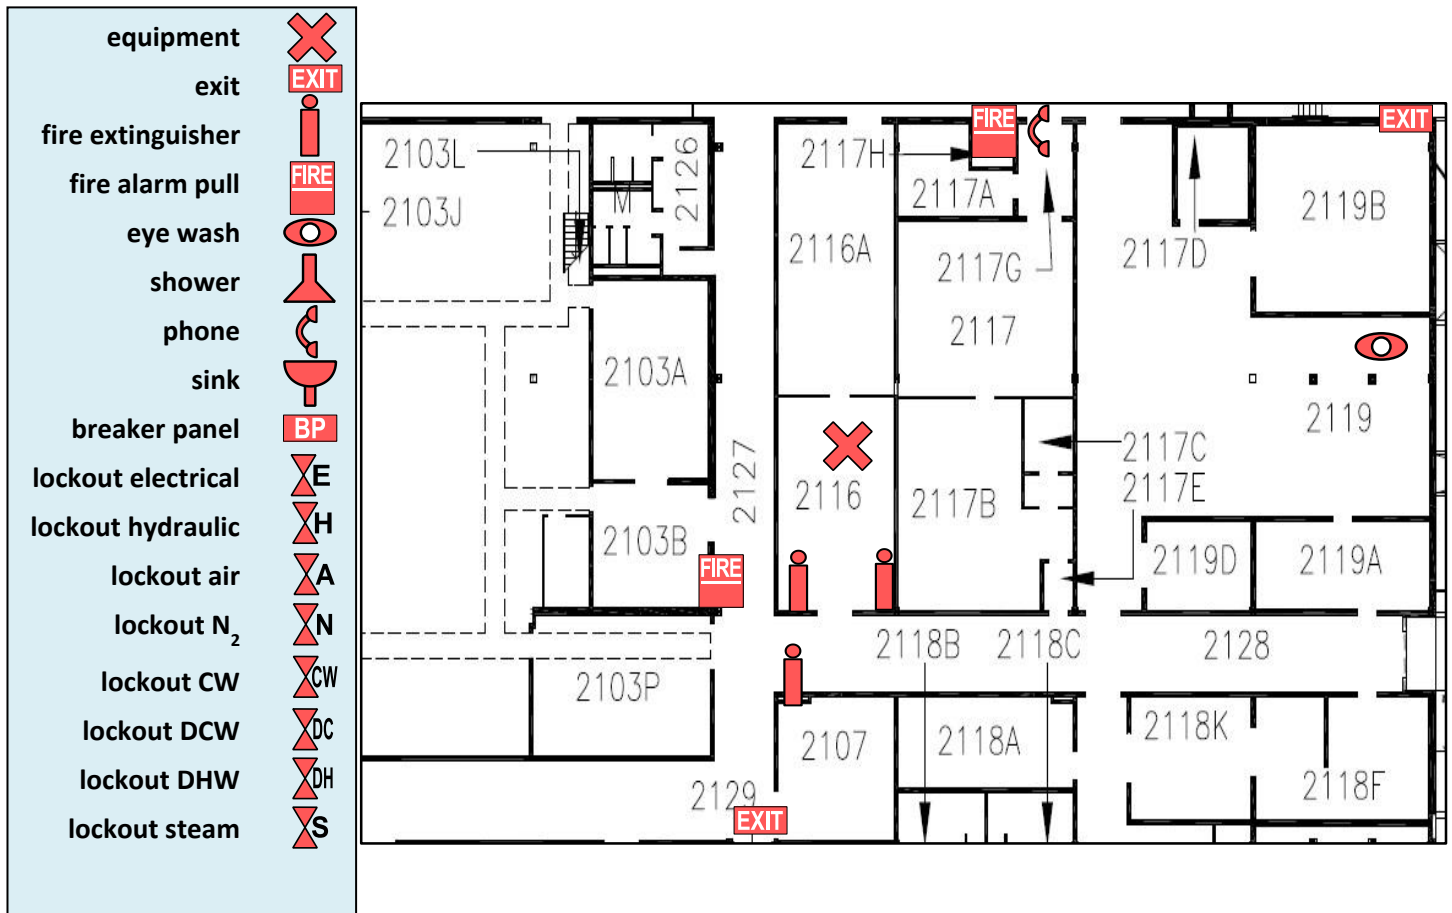 equipment
exit EXIT
fire extinguisher
fire alarm pull FIRE
eye wash
shower
phone
sink
breaker panel BP
lockout electrical E
lockout hydraulic H
lockout air A
lockout N2 N
lockout CW CW
lockout DCW DC
lockout DHW DH
lockout steam S
FIRE
EXIT
2103L
2126
2117H
2103J
M
2117A
2119B
2116A
2117G
2117D
2117
2103A
2119
2127
2117C
2116
2117B
2117E
2103B
2119D
2119A
FIRE
2118B
2118C
2128
2103P
2118A
2107
2118K
2118F
2129
EXIT